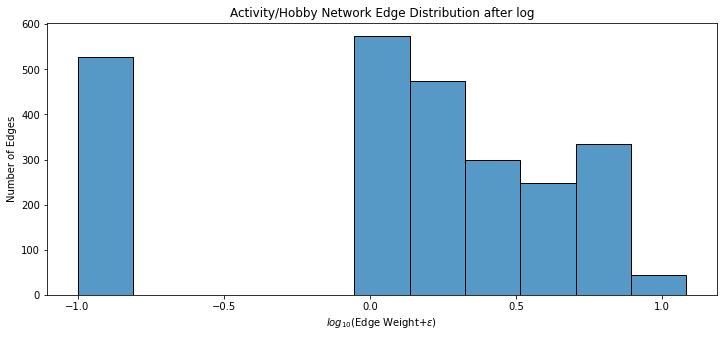 Activity/Hobby Network Edge Distribution after log
600
500
400
300
200
100
0
Number of Edges
−1.0 −0.5 0.0 0.5 1.0
log₁₀(Edge Weight+ε)